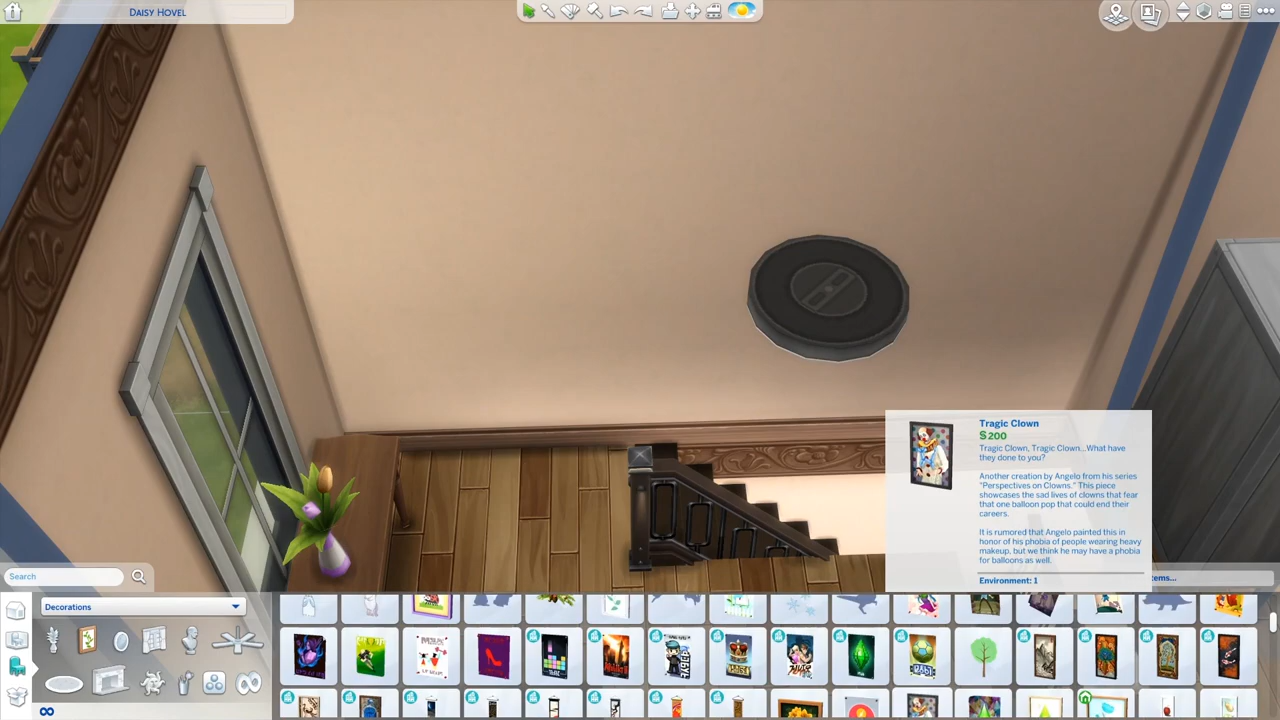 DAISY HOVEL
Tragic Clown
§200
Tragic Clown, Tragic Clown...What have
they done to you?
Another creation by Angelo from his series
"Perspectives on Clowns." This piece
showcases the sad lives of clowns that fear
that one balloon pop that could end their
careers.
It is rumored that Angelo painted this in
honor of his phobia of people wearing heavy
makeup, but we think he may have a phobia
for balloons as well.
Environment: 1
tems...
Search
Decorations